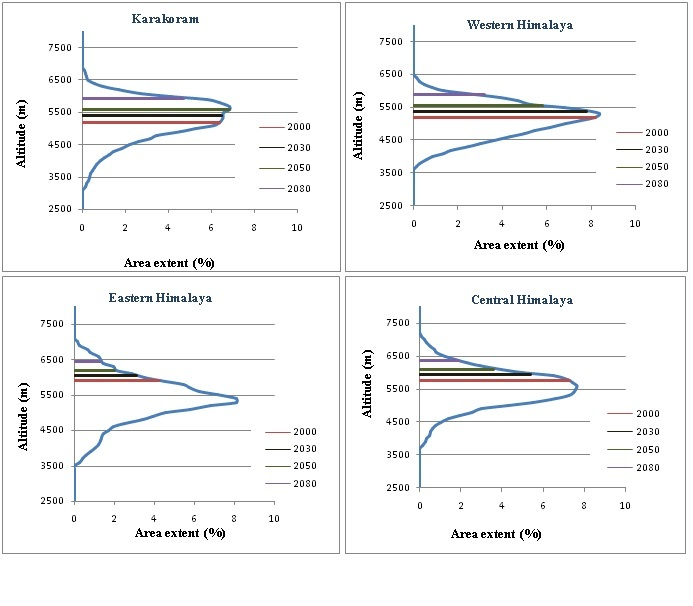 Karakoram
7500
6500
5500
4500
3500
2500
Altitude (m)
0 2 4 6 8 10
Area extent (%)
2000
2030
2050
2080
Western Himalaya
7500
6500
5500
4500
3500
2500
Altitude (m)
0 2 4 6 8 10
Area extent (%)
2000
2030
2050
2080
Eastern Himalaya
7500
6500
5500
4500
3500
2500
Altitude (m)
0 2 4 6 8 10
Area extent (%)
2000
2030
2050
2080
Central Himalaya
7500
6500
5500
4500
3500
2500
Altitude (m)
0 2 4 6 8 10
Area extent (%)
2000
2030
2050
2080